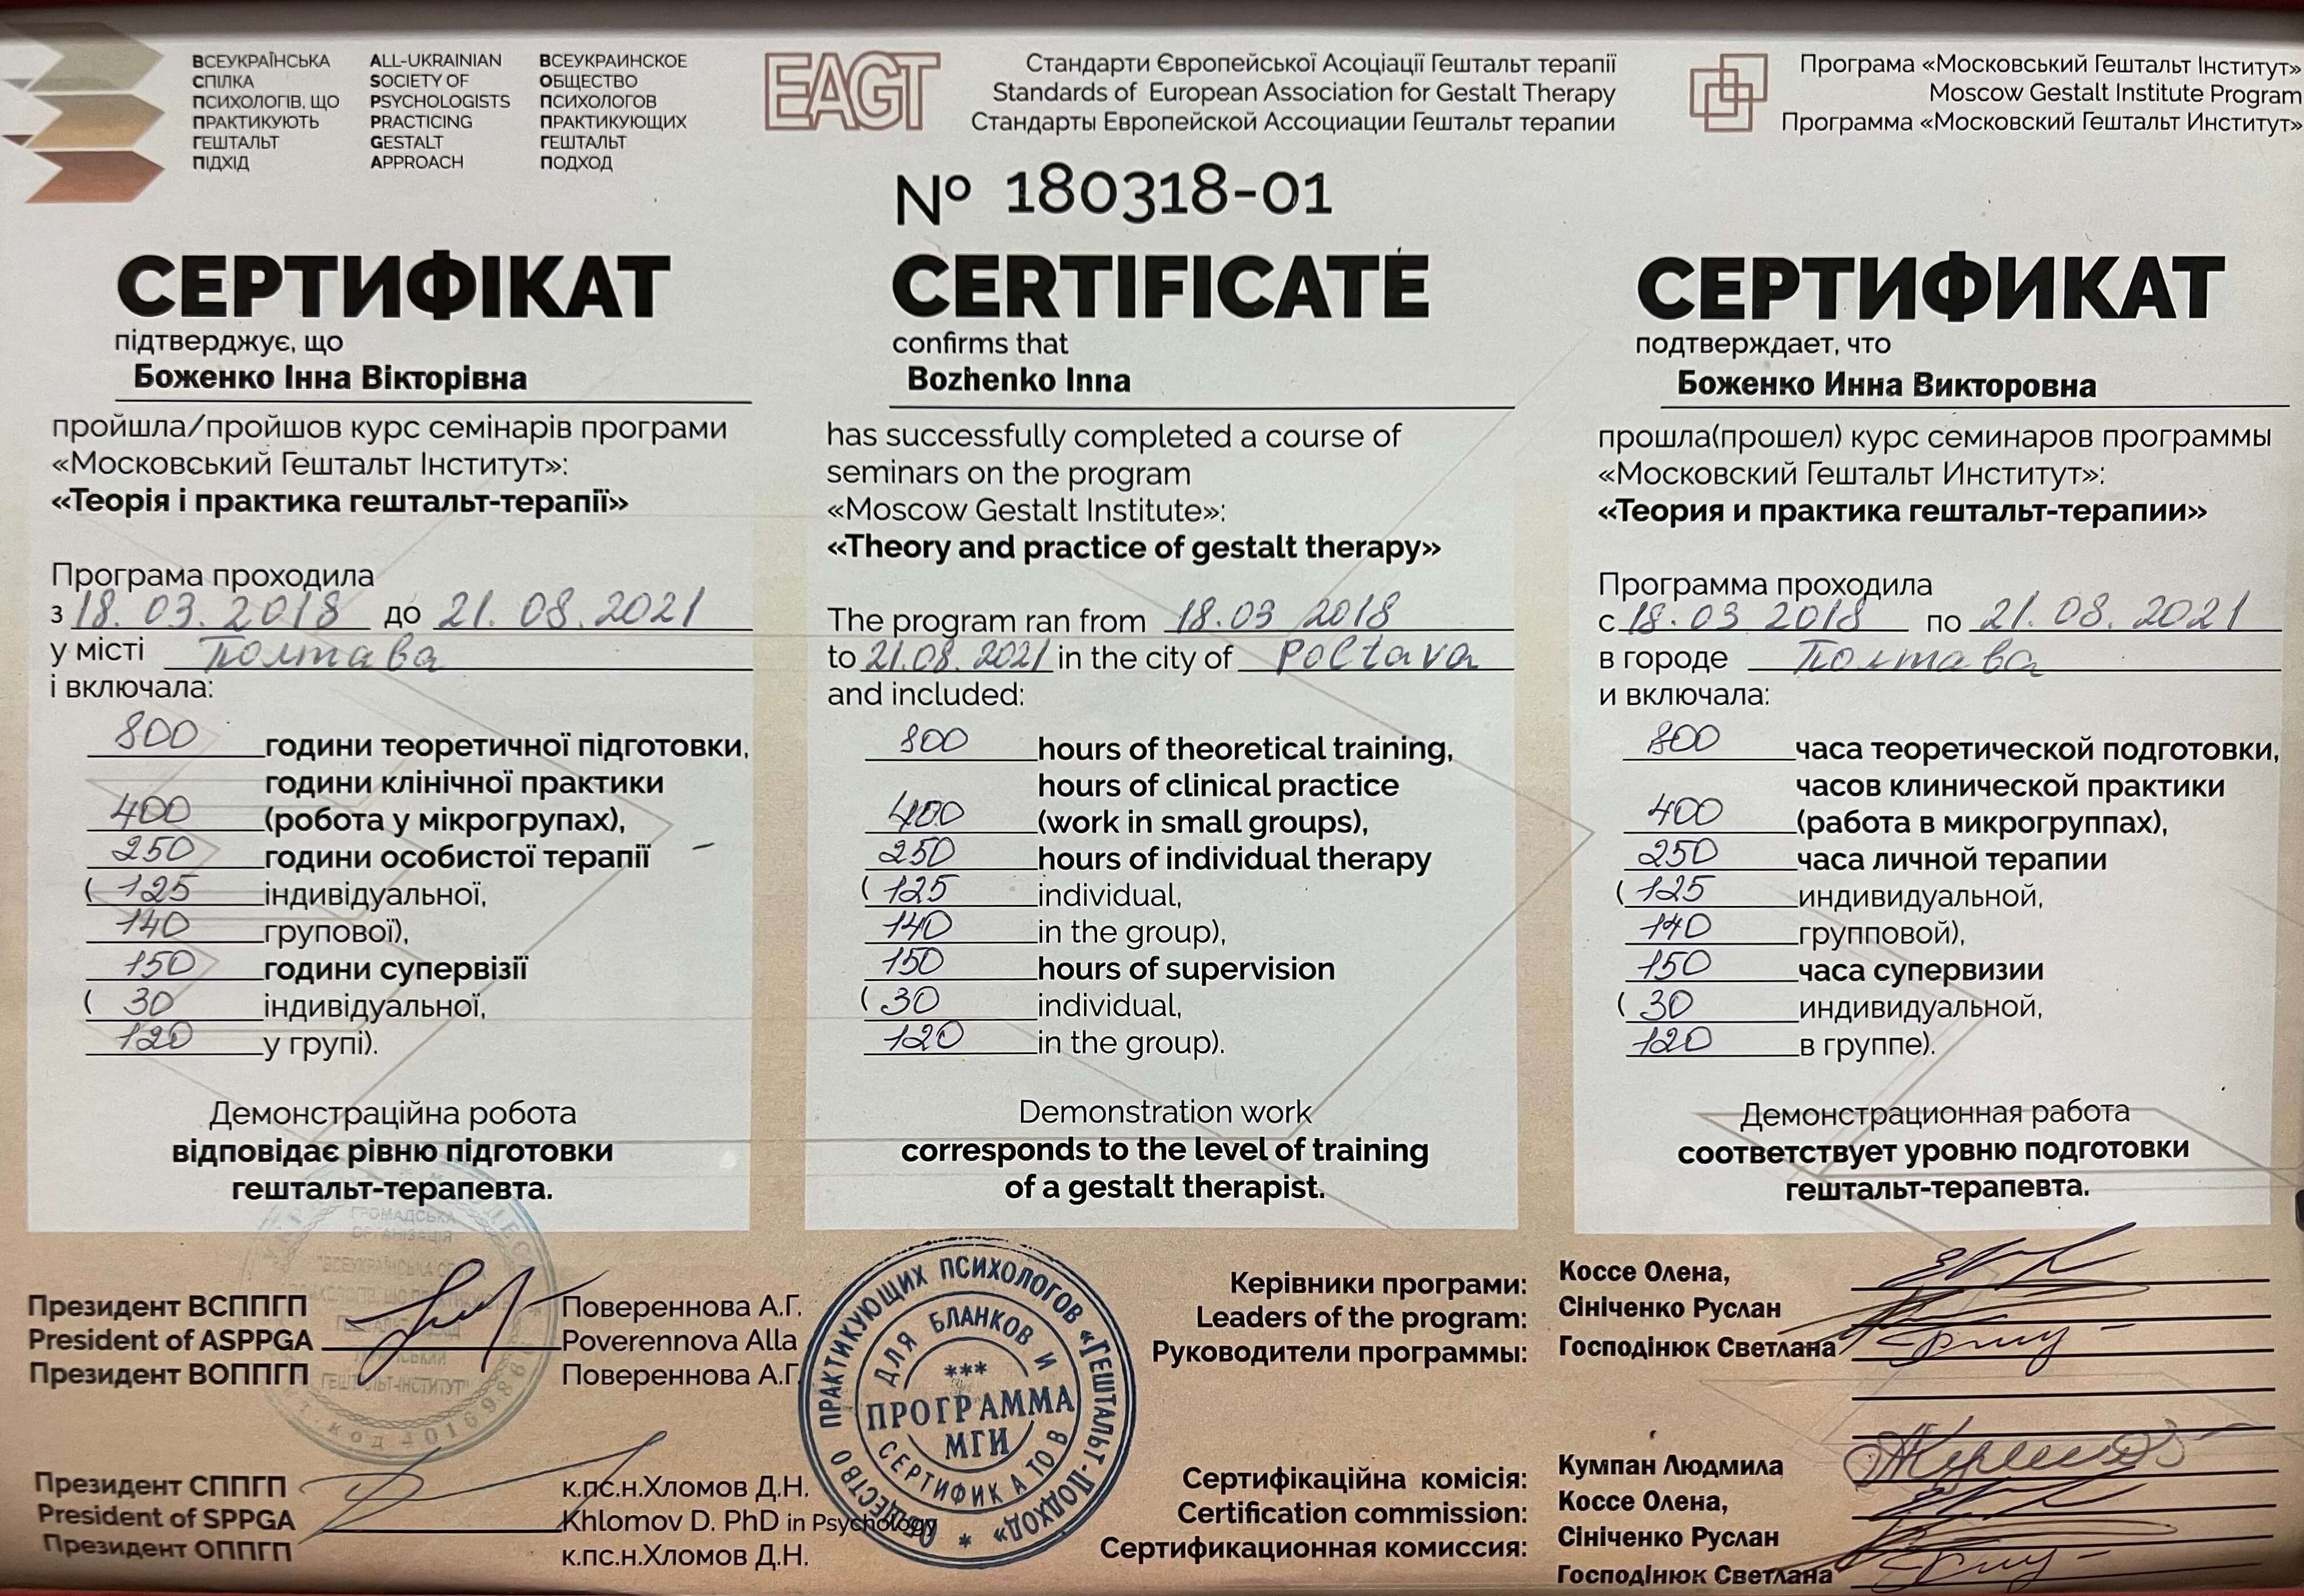 ВСЕУКРАЇНСЬКА
СПІЛКА
ПСИХОЛОГІВ, ЩО
ПРАКТИКУЮТЬ
ГЕШТАЛЬТ
ПІДХІД
ALL-UKRAINIAN
SOCIETY OF
PSYCHOLOGISTS
PRACTICING
GESTALT
APPROACH
ВСЕУКРАИНСКОЕ
ОБЩЕСТВО
ПСИХОЛОГОВ
ПРАКТИКУЮЩИХ
ГЕШТАЛЬТ
ПОДХОД
EAGT
Стандарти Європейської Асоціації Гештальт терапії
Standards of European Association for Gestalt Therapy
Стандарты Европейской Ассоциации Гештальт терапии
Програма «Московський Гештальт Інститут»
Moscow Gestalt Institute Program
Программа «Московский Гештальт Институт»
№ 180318-01
СЕРТИФІКАТ
підтверджує, що
Боженко Інна Вікторівна
пройшла/пройшов курс семінарів програми
«Московський Гештальт Інститут»:
«Теорія і практика гештальт-терапії»
Програма проходила
з 18.03.2018 до 21.08.2021
у місті Полтава
і включала:
800 години теоретичної підготовки,
години клінічної практики
400 (робота у мікрогрупах),
250 години особистої терапії
( 125 індивідуальної,
140 групової),
150 години супервізії
( 30 індивідуальної,
120 у групі).
Демонстраційна робота
відповідає рівню підготовки
гештальт-терапевта.
CERTIFICATE
confirms that
Bozhenko Inna
has successfully completed a course of
seminars on the program
«Moscow Gestalt Institute»:
«Theory and practice of gestalt therapy»
The program ran from 18.03 2018
to 21.08.2021 in the city of Poltava
and included:
800 hours of theoretical training,
hours of clinical practice
400 (work in small groups),
250 hours of individual therapy
( 125 individual,
140 in the group),
150 hours of supervision
( 30 individual,
120 in the group).
Demonstration work
corresponds to the level of training
of a gestalt therapist.
СЕРТИФИКАТ
подтверждает, что
Боженко Инна Викторовна
прошла(прошел) курс семинаров программы
«Московский Гештальт Институт»:
«Теория и практика гештальт-терапии»
Программа проходила
с 18.03 2018 по 21.08.2021
в городе Полтава
и включала:
800 часа теоретической подготовки,
часов клинической практики
400 (работа в микрогруппах),
250 часа личной терапии
( 125 индивидуальной,
140 групповой),
150 часа супервизии
( 30 индивидуальной,
120 в группе).
Демонстрационная работа
соответствует уровню подготовки
гештальт-терапевта.
Президент ВСППГП Повереннова А.Г.
President of ASPPGA Poverennova Alla
Президент ВОППГП Повереннова А.Г.
Президент СППГП к.пс.н.Хломов Д.Н.
President of SPPGA Khlomov D. PhD in Psychology
Президент ОППГП к.пс.н.Хломов Д.Н.
ОБЩЕСТВО ПРАКТИКУЮЩИХ ПСИХОЛОГОВ «ГЕШТАЛЬТ-ПОДХОД»
ДЛЯ БЛАНКОВ И
СЕРТИФИКАТОВ
ПРОГРАММА
МГИ
Керівники програми:
Leaders of the program:
Руководители программы:
Коссе Олена,
Сініченко Руслан
Господінюк Светлана
Сертифікаційна комісія:
Certification commission:
Сертификационная комиссия:
Кумпан Людмила
Коссе Олена,
Сініченко Руслан
Господінюк Светлана